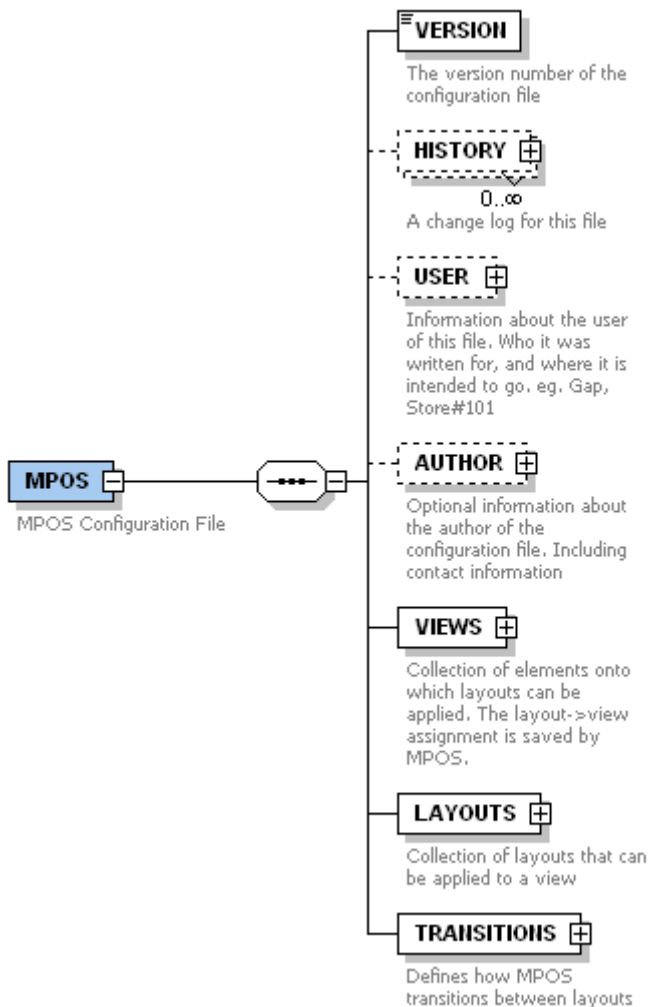 VERSION
The version number of the
configuration file
HISTORY
0..∞
A change log for this file
USER
Information about the user
of this file. Who it was
written for, and where it is
intended to go. eg. Gap,
Store#101
MPOS
MPOS Configuration File
AUTHOR
Optional information about
the author of the
configuration file. Including
contact information
VIEWS
Collection of elements onto
which layouts can be
applied. The layout->view
assignment is saved by
MPOS.
LAYOUTS
Collection of layouts that can
be applied to a view
TRANSITIONS
Defines how MPOS
transitions between layouts